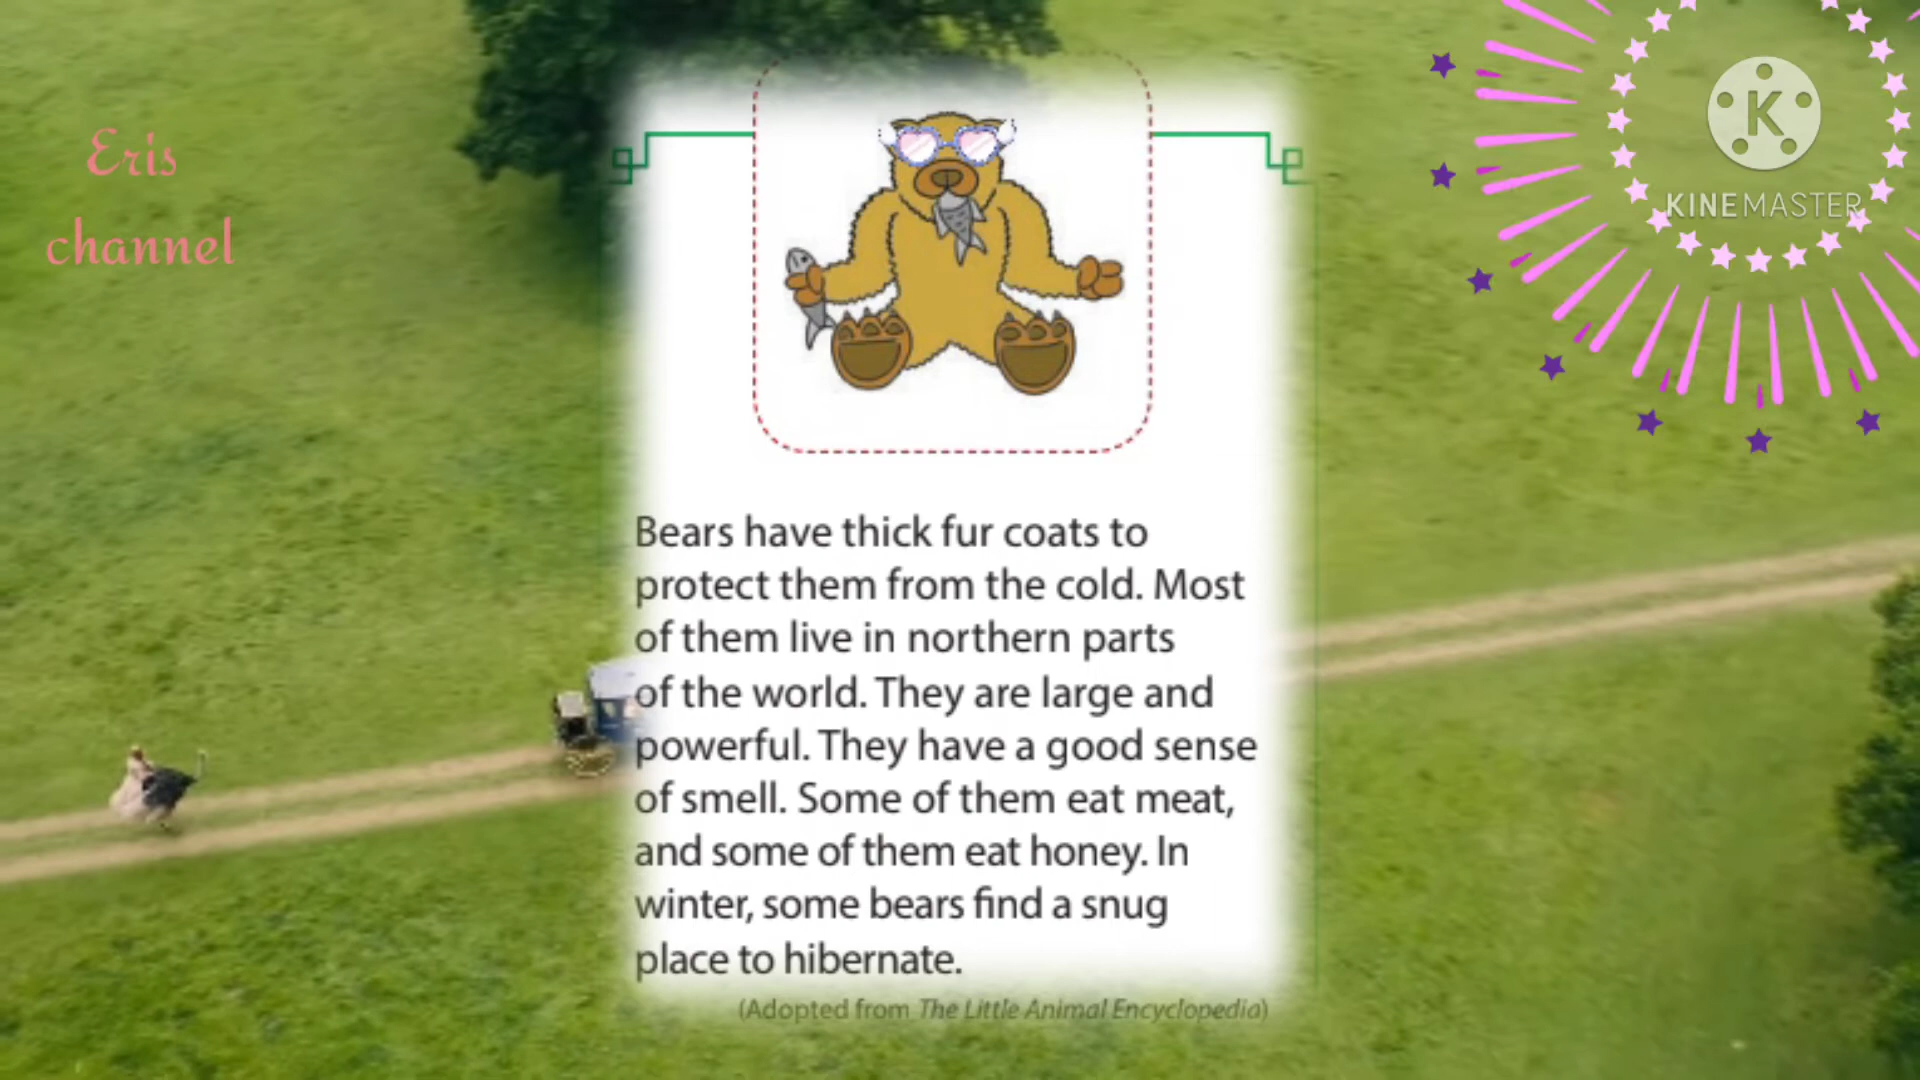 Eris
channel
K
KINEMASTER
Bears have thick fur coats to
protect them from the cold. Most
of them live in northern parts
of the world. They are large and
powerful. They have a good sense
of smell. Some of them eat meat,
and some of them eat honey. In
winter, some bears find a snug
place to hibernate.
(Adopted from The Little Animal Encyclopedia)